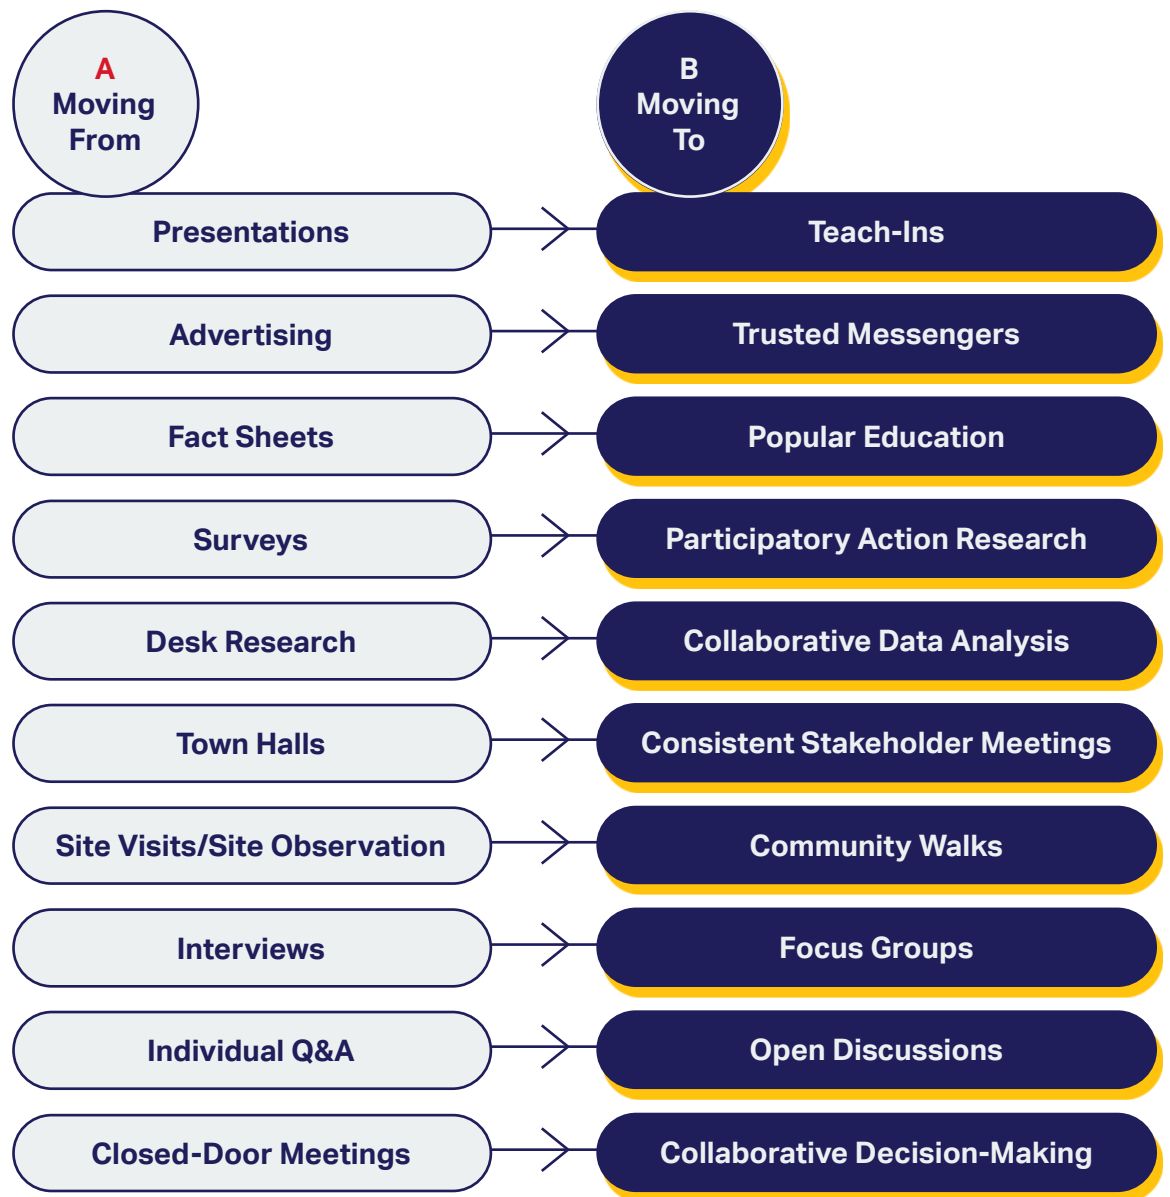 A
Moving
From
B
Moving
To
Presentations
Teach-Ins
Advertising
Trusted Messengers
Fact Sheets
Popular Education
Surveys
Participatory Action Research
Desk Research
Collaborative Data Analysis
Town Halls
Consistent Stakeholder Meetings
Site Visits/Site Observation
Community Walks
Interviews
Focus Groups
Individual Q&A
Open Discussions
Closed-Door Meetings
Collaborative Decision-Making